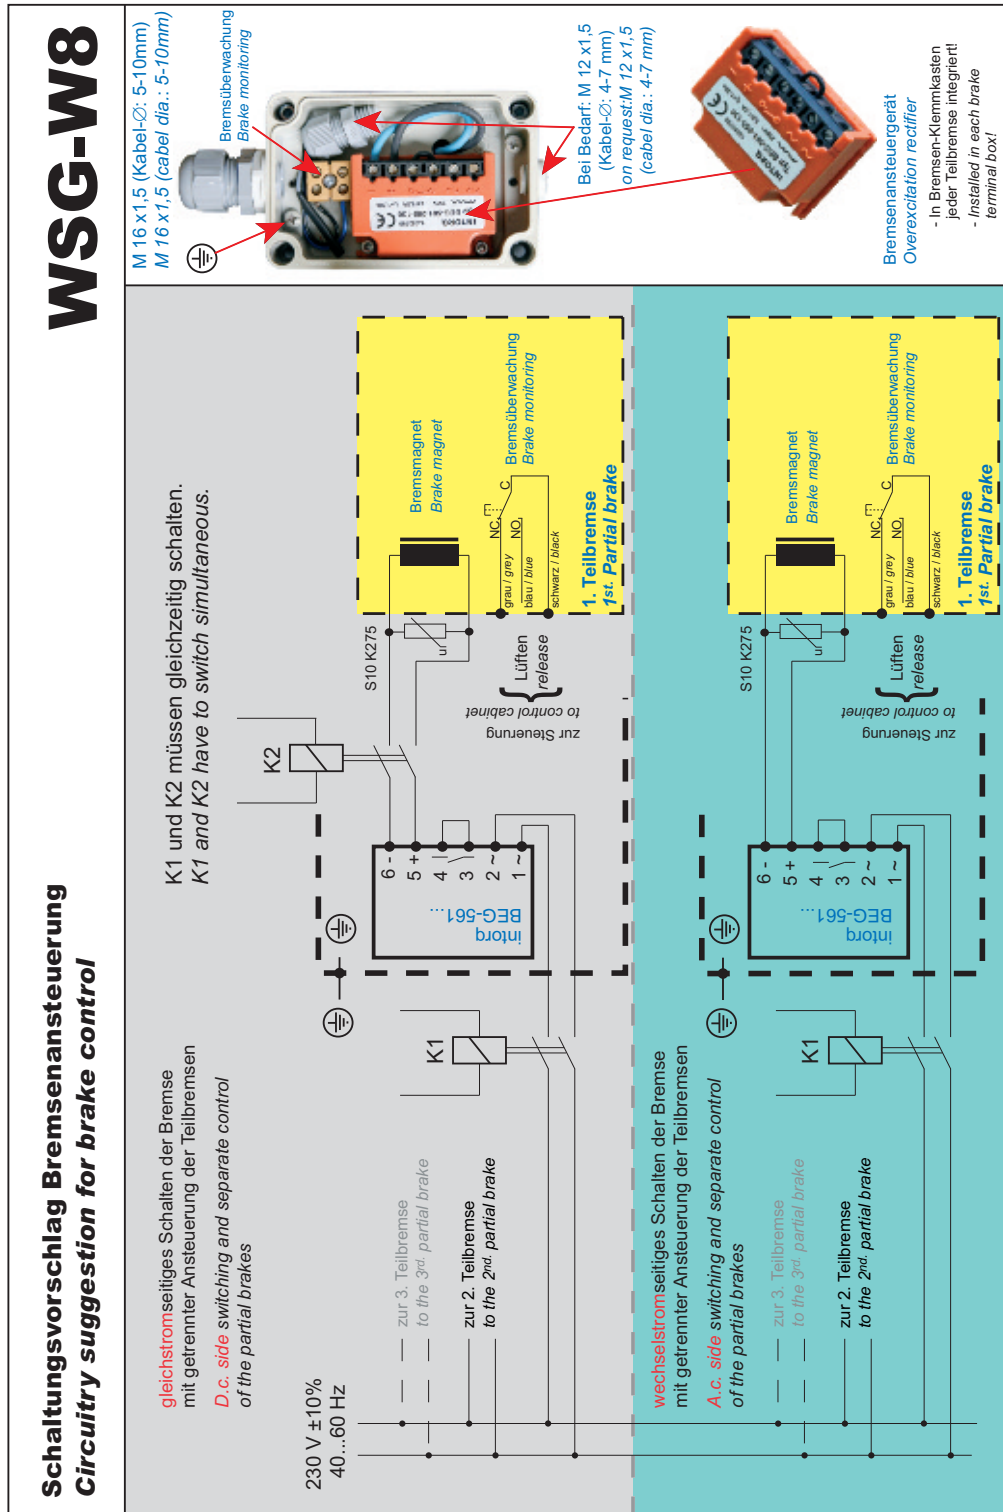 Schaltungsvorschlag Bremsenansteuerung
Circuitry suggestion for brake control
WSG-W8
gleichstromseitiges Schalten der Bremse
mit getrennter Ansteuerung der Teilbremsen
D.c. side switching and separate control
of the partial brakes
K1 und K2 müssen gleichzeitig schalten.
K1 and K2 have to switch simultaneous.
230 V ±10%
40...60 Hz
zur 3. Teilbremse
to the 3rd. partial brake
zur 2. Teilbremse
to the 2nd. partial brake
K1
K2
intorq
BEG-561...
6 -
5 +
4
3
2 ~
1 ~
S10 K275
u
Lüften
release
zur Steuerung
to control cabinet
Bremsmagnet
Brake magnet
Bremsüberwachung
Brake monitoring
NC
NO
C
grau / grey
blau / blue
schwarz / black
1. Teilbremse
1st. Partial brake
wechselstromseitiges Schalten der Bremse
mit getrennter Ansteuerung der Teilbremsen
A.c. side switching and separate control
of the partial brakes
zur 3. Teilbremse
to the 3rd. partial brake
zur 2. Teilbremse
to the 2nd. partial brake
K1
intorq
BEG-561...
6 -
5 +
4
3
2 ~
1 ~
S10 K275
u
Lüften
release
zur Steuerung
to control cabinet
Bremsmagnet
Brake magnet
Bremsüberwachung
Brake monitoring
NC
NO
C
grau / grey
blau / blue
schwarz / black
1. Teilbremse
1st. Partial brake
M 16 x1,5 (Kabel-∅: 5-10mm)
M 16 x1,5 (cabel dia.: 5-10mm)
Bremsüberwachung
Brake monitoring
INTORQ
CE
Bei Bedarf: M 12 x1,5
(Kabel-∅: 4-7 mm)
on request:M 12 x1,5
(cabel dia.: 4-7 mm)
INTORQ
CE
Bremsenansteuergerät
Overexcitation rectifier
- In Bremsen-Klemmkasten
jeder Teilbremse integriert!
- Installed in each brake
terminal box!